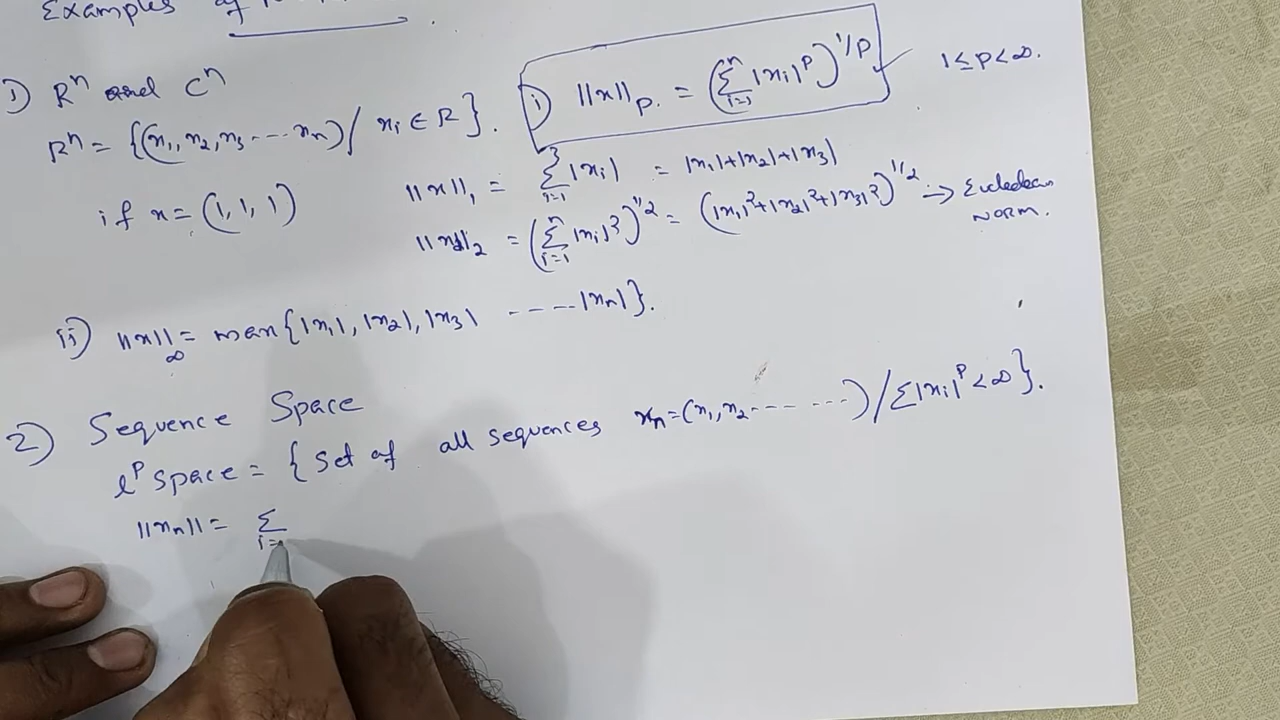 Examples of
1) Rⁿ and Cⁿ
i) ||x||ₚ. = (Σᵢ₌₁ⁿ |xᵢ|ᵖ)^{1/p} 1≤p<∞.
Rⁿ = {(x₁, x₂, x₃ --- xₙ) / xᵢ ∈ R}.
if x = (1, 1, 1)
||x||₁ = Σᵢ₌₁³ |xᵢ| = |x₁|+|x₂|+|x₃|
||x||₂ = (Σᵢ₌₁ⁿ |xᵢ|²)^{1/2} = (|x₁|²+|x₂|²+|x₃|²)^{1/2} → Eucledean
NORM.
ii) ||x||∞ = max{|x₁|, |x₂|, |x₃| ---- |xₙ|}.
2) Sequence Space
lᵖ space = { Set of all sequences xₙ=(x₁, x₂ ---- ---) / Σ|xᵢ|ᵖ < ∞}.
||xₙ|| = Σ i=